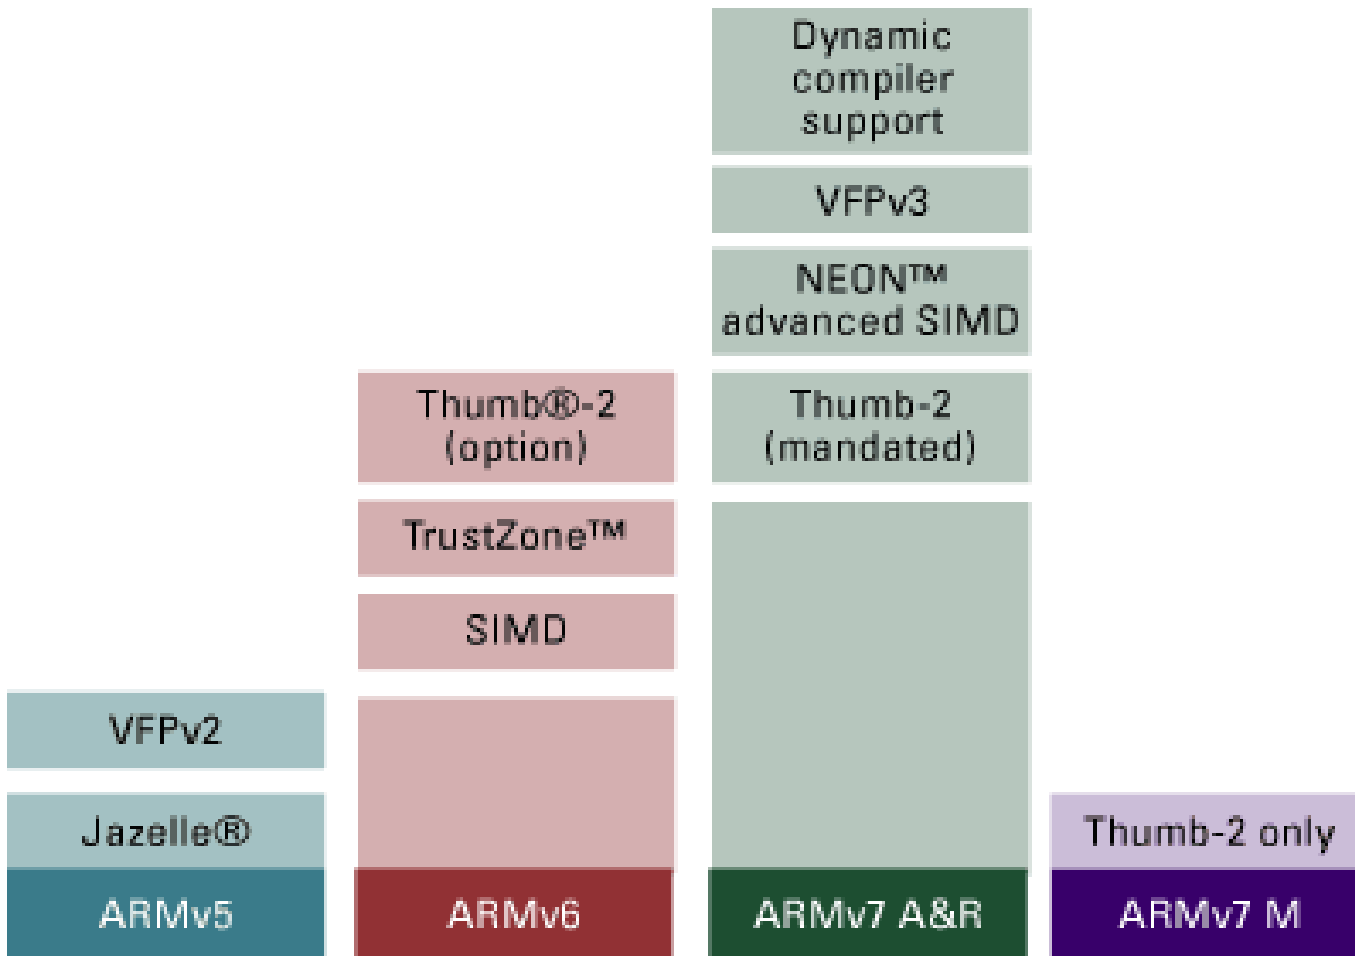 Dynamic
compiler
support
VFPv3
NEON™
advanced SIMD
Thumb®-2
(option)
Thumb-2
(mandated)
TrustZone™
SIMD
VFPv2
Jazelle®
Thumb-2 only
ARMv5
ARMv6
ARMv7 A&R
ARMv7 M